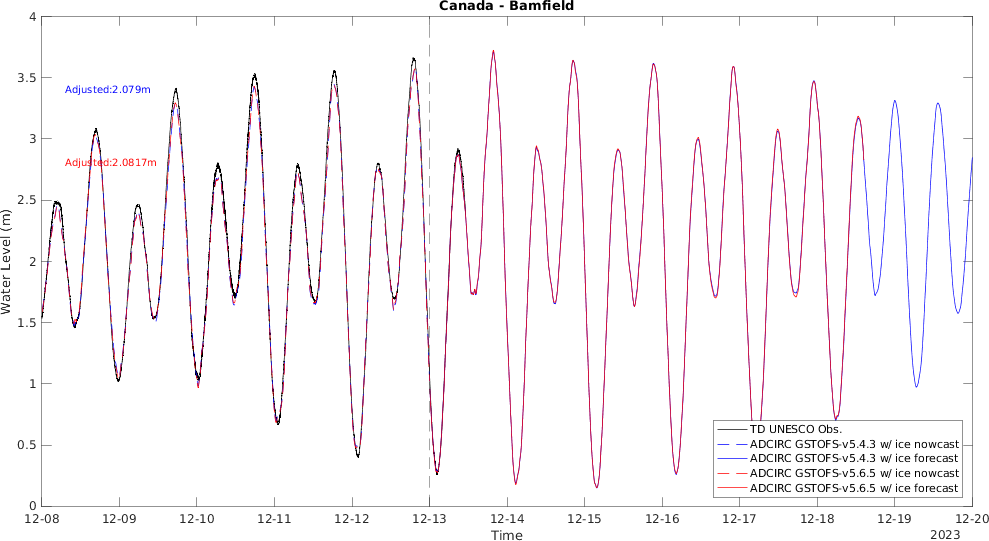 Canada - Bamfield
4
3.5
3
2.5
2
1.5
1
0.5
0
Water Level (m)
Adjusted:2.079m
Adjusted:2.0817m
TD UNESCO Obs.
ADCIRC GSTOFS-v5.4.3 w/ ice nowcast
ADCIRC GSTOFS-v5.4.3 w/ ice forecast
ADCIRC GSTOFS-v5.6.5 w/ ice nowcast
ADCIRC GSTOFS-v5.6.5 w/ ice forecast
12-08 12-09 12-10 12-11 12-12 12-13 12-14 12-15 12-16 12-17 12-18 12-19 12-20
Time
2023